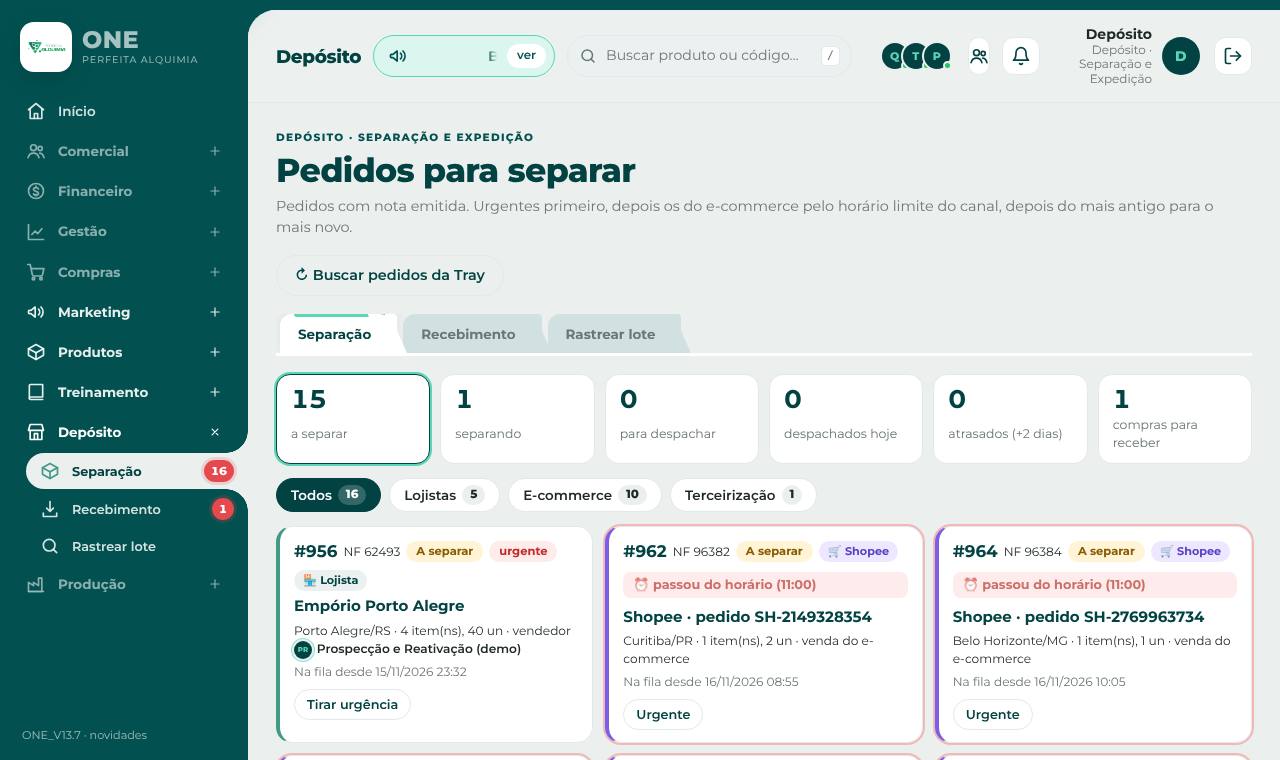 ONE
PERFEITA ALQUIMIA
Início
Comercial +
Financeiro +
Gestão +
Compras +
Marketing +
Produtos +
Treinamento +
Depósito ×
Separação 16
Recebimento 1
Rastrear lote
Produção +
ONE_V13.7 · novidades
Depósito
E ver
Buscar produto ou código... /
Q T P
Depósito
Depósito ·
Separação e
Expedição
D
DEPÓSITO · SEPARAÇÃO E EXPEDIÇÃO
Pedidos para separar
Pedidos com nota emitida. Urgentes primeiro, depois os do e-commerce pelo horário limite do canal, depois do mais antigo para o
mais novo.
↻ Buscar pedidos da Tray
Separação Recebimento Rastrear lote
15 1 0 0 0 1
a separar separando para despachar despachados hoje atrasados (+2 dias) compras para
receber
Todos 16 Lojistas 5 E-commerce 10 Terceirização 1
#956 NF 62493 A separar urgente
🏪 Lojista
Empório Porto Alegre
Porto Alegre/RS · 4 item(ns), 40 un · vendedor
PR Prospecção e Reativação (demo)
Na fila desde 15/11/2026 23:32
Tirar urgência
#962 NF 96382 A separar 🛒 Shopee
⏰ passou do horário (11:00)
Shopee · pedido SH-2149328354
Curitiba/PR · 1 item(ns), 2 un · venda do e-
commerce
Na fila desde 16/11/2026 08:55
Urgente
#964 NF 96384 A separar 🛒 Shopee
⏰ passou do horário (11:00)
Shopee · pedido SH-2769963734
Belo Horizonte/MG · 1 item(ns), 1 un · venda do
e-commerce
Na fila desde 16/11/2026 10:05
Urgente